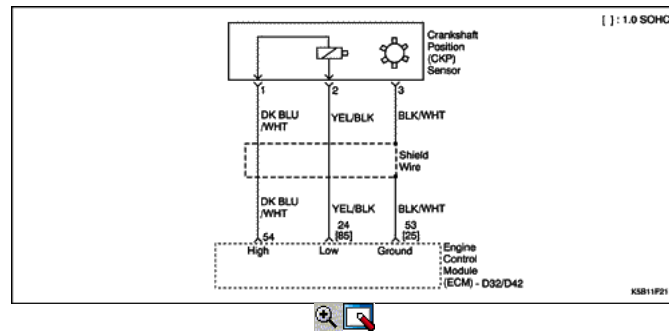 [ ] : 1.0 SOHC
Crankshaft
Position
(CKP)
Sensor
1 2 3
DK BLU
/WHT
YEL/BLK
BLK/WHT
Shield
Wire
DK BLU
/WHT
YEL/BLK
BLK/WHT
54
24
[85]
53
[25]
High
Low
Ground
Engine
Control
Module
(ECM) - D32/D42
K5B11F21